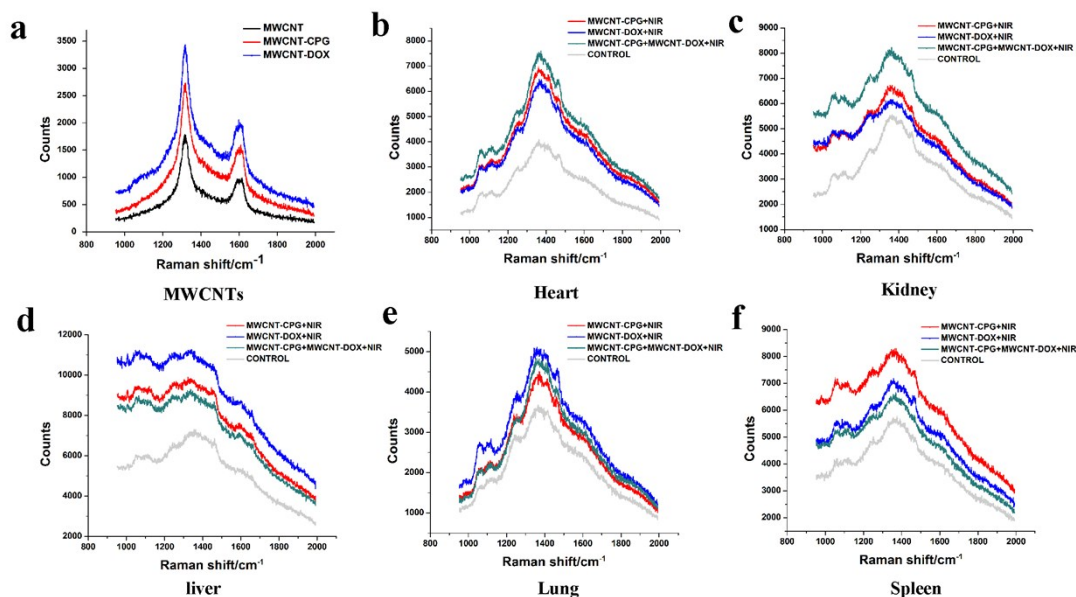 a
MWCNT
MWCNT-CPG
MWCNT-DOX
Counts
3500
3000
2500
2000
1500
1000
500
0
800 1000 1200 1400 1600 1800 2000
Raman shift/cm-1
MWCNTs
b
MWCNT-CPG+NIR
MWCNT-DOX+NIR
MWCNT-CPG+MWCNT-DOX+NIR
CONTROL
Counts
9000
8000
7000
6000
5000
4000
3000
2000
1000
800 1000 1200 1400 1600 1800 2000
Raman shift/cm-1
Heart
c
MWCNT-CPG+NIR
MWCNT-DOX+NIR
MWCNT-CPG+MWCNT-DOX+NIR
CONTROL
Counts
9000
8000
7000
6000
5000
4000
3000
2000
1000
800 1000 1200 1400 1600 1800 2000
Raman shift/cm-1
Kidney
d
MWCNT-CPG+NIR
MWCNT-DOX+NIR
MWCNT-CPG+MWCNT-DOX+NIR
CONTROL
Counts
12000
10000
8000
6000
4000
2000
800 1000 1200 1400 1600 1800 2000
Raman shift/cm-1
liver
e
MWCNT-CPG+NIR
MWCNT-DOX+NIR
MWCNT-CPG+MWCNT-DOX+NIR
CONTROL
Counts
5000
4000
3000
2000
1000
800 1000 1200 1400 1600 1800 2000
Raman shift/cm-1
Lung
f
MWCNT-CPG+NIR
MWCNT-DOX+NIR
MWCNT-CPG+MWCNT-DOX+NIR
CONTROL
Counts
9000
8000
7000
6000
5000
4000
3000
2000
800 1000 1200 1400 1600 1800 2000
Raman shift/cm-1
Spleen